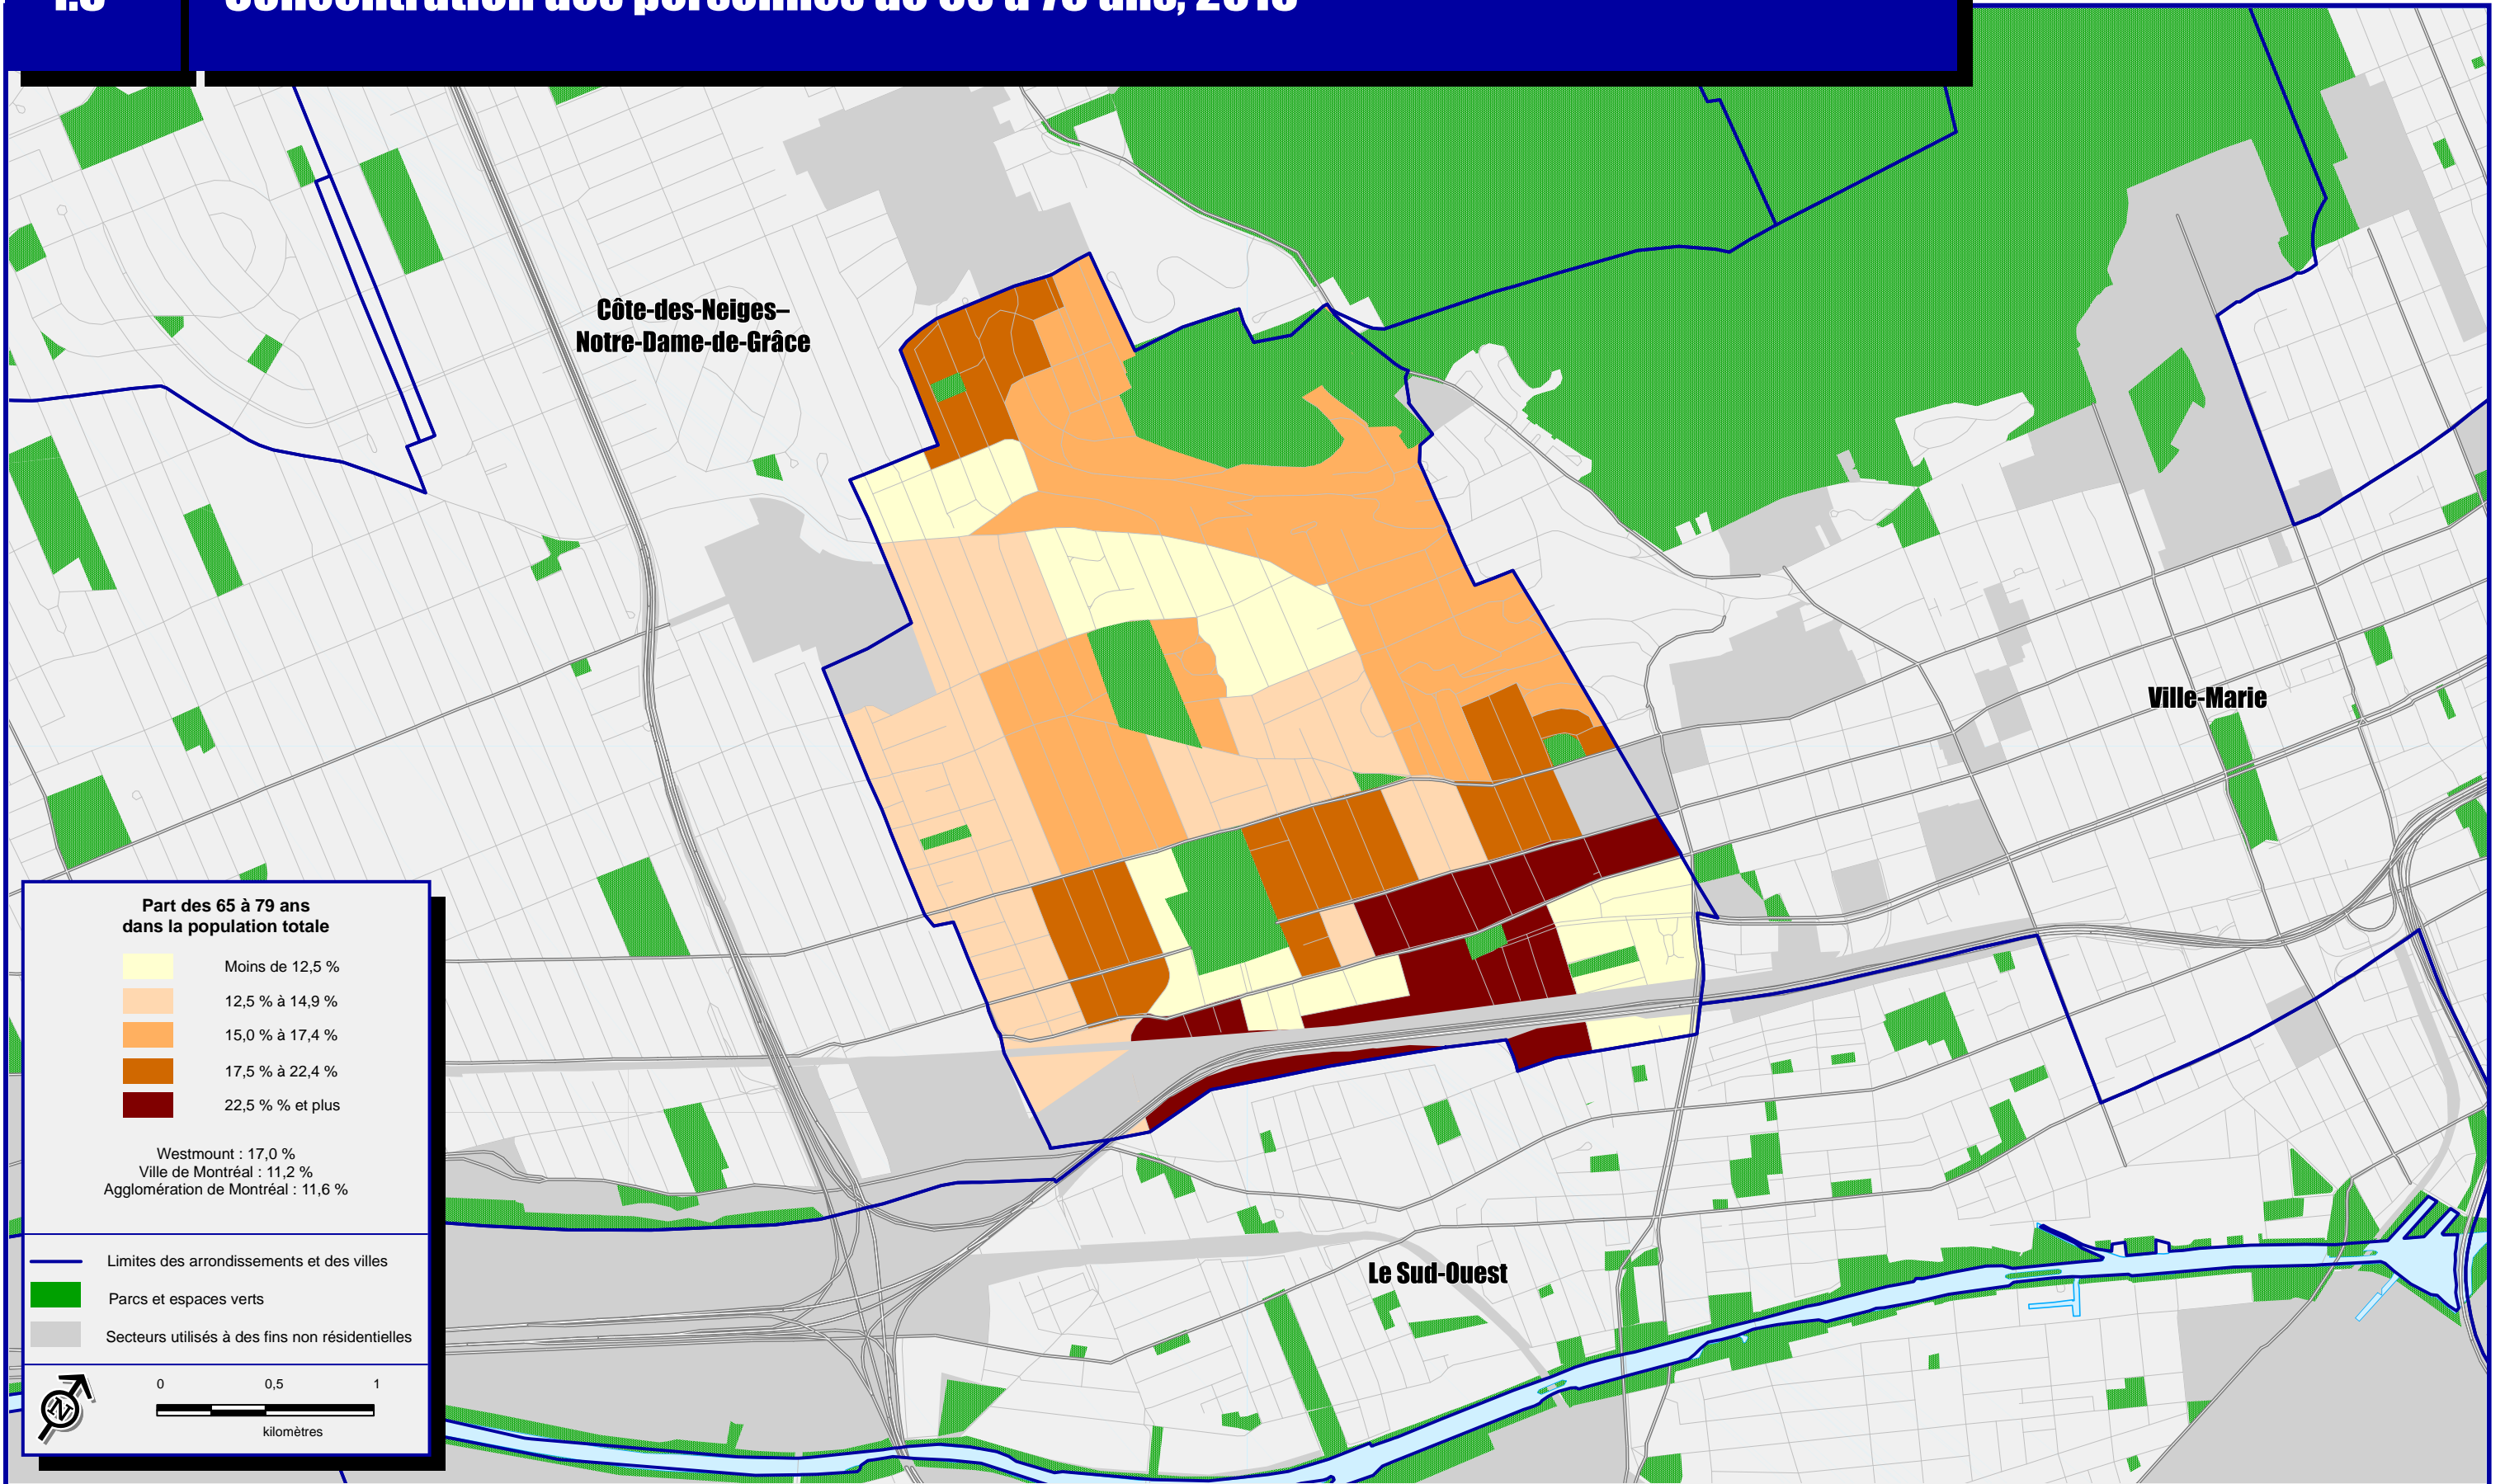 Côte-des-Neiges–
Notre-Dame-de-Grâce
Ville-Marie
Le Sud-Ouest
Part des 65 à 79 ans
dans la population totale
Moins de 12,5 %
12,5 % à 14,9 %
15,0 % à 17,4 %
17,5 % à 22,4 %
22,5 % % et plus
Westmount : 17,0 %
Ville de Montréal : 11,2 %
Agglomération de Montréal : 11,6 %
Limites des arrondissements et des villes
Parcs et espaces verts
Secteurs utilisés à des fins non résidentielles
N
0 0,5 1
kilomètres